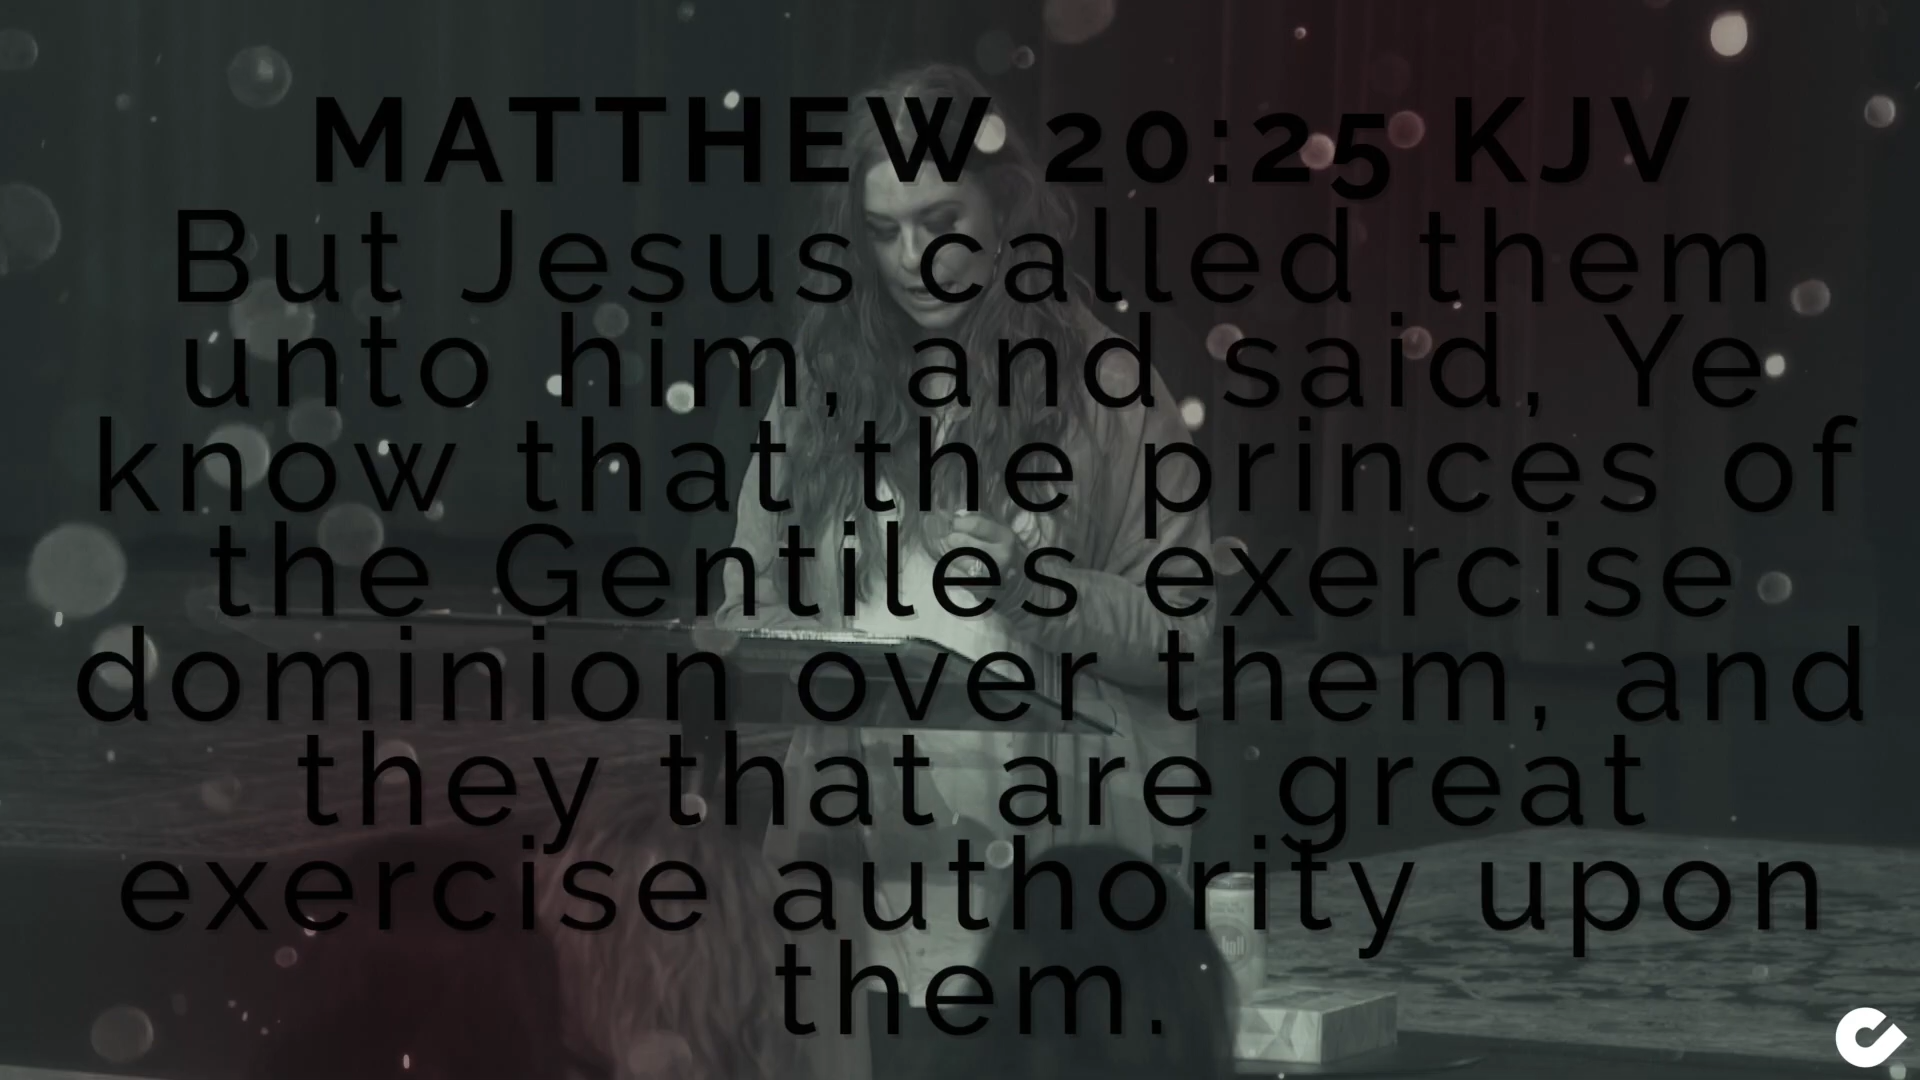 MATTHEW 20:25 KJV
But Jesus called them
unto him, and said, Ye
know that the princes of
the Gentiles exercise
dominion over them, and
they that are great
exercise authority upon
them.